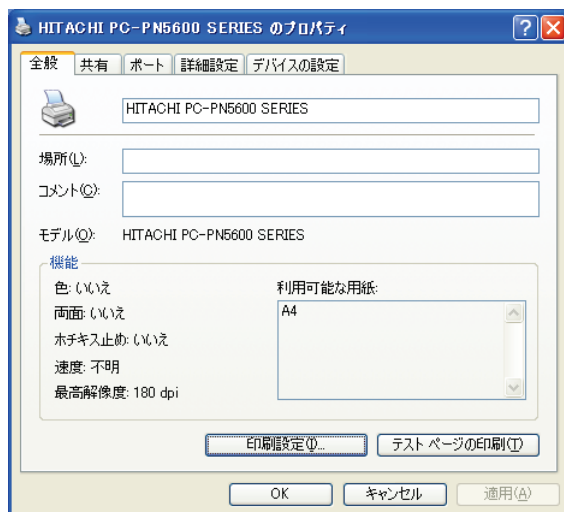 HITACHI PC-PN5600 SERIES のプロパティ
全般 共有 ポート 詳細設定 デバイスの設定
HITACHI PC-PN5600 SERIES
場所(L):
コメント(C):
モデル(O): HITACHI PC-PN5600 SERIES
機能
色: いいえ 利用可能な用紙:
両面: いいえ A4
ホチキス止め: いいえ
速度: 不明
最高解像度: 180 dpi
印刷設定(I)... テスト ページの印刷(T)
OK キャンセル 適用(A)